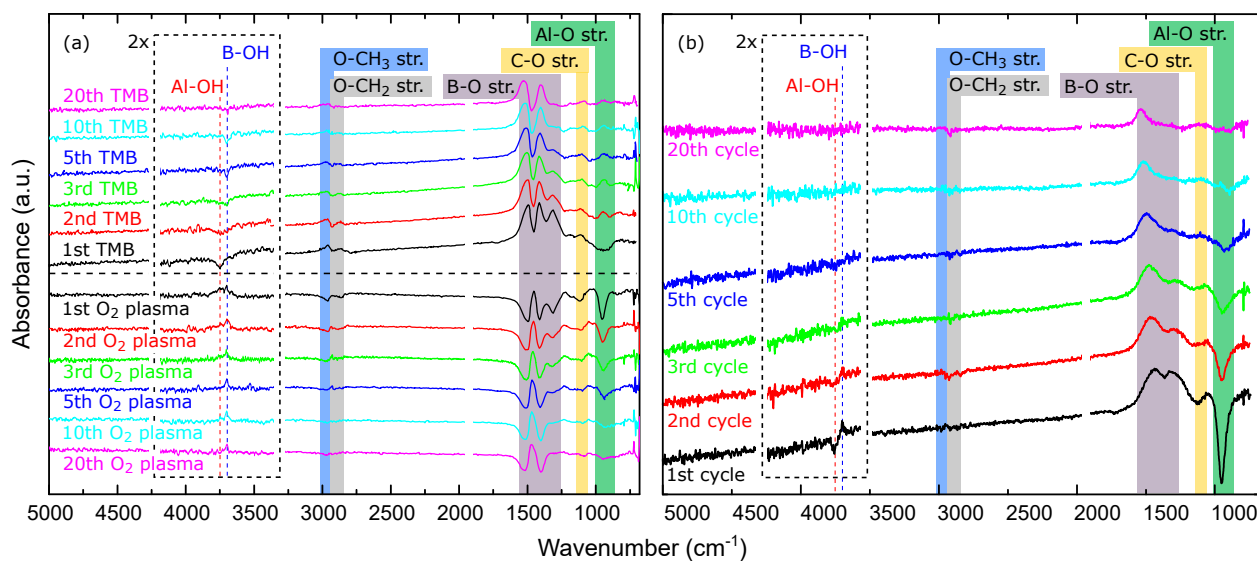 (a)
2x
B-OH
Al-OH
O-CH₃ str.
O-CH₂ str.
Al-O str.
C-O str.
B-O str.
20th TMB
10th TMB
5th TMB
3rd TMB
2nd TMB
1st TMB
1st O₂ plasma
2nd O₂ plasma
3rd O₂ plasma
5th O₂ plasma
10th O₂ plasma
20th O₂ plasma
5000 4500 4000 3500 3000 2500 2000 1500 1000
(b)
2x
B-OH
Al-OH
O-CH₃ str.
O-CH₂ str.
Al-O str.
C-O str.
B-O str.
20th cycle
10th cycle
5th cycle
3rd cycle
2nd cycle
1st cycle
5000 4500 4000 3500 3000 2500 2000 1500 1000
Absorbance (a.u.)
Wavenumber (cm⁻¹)